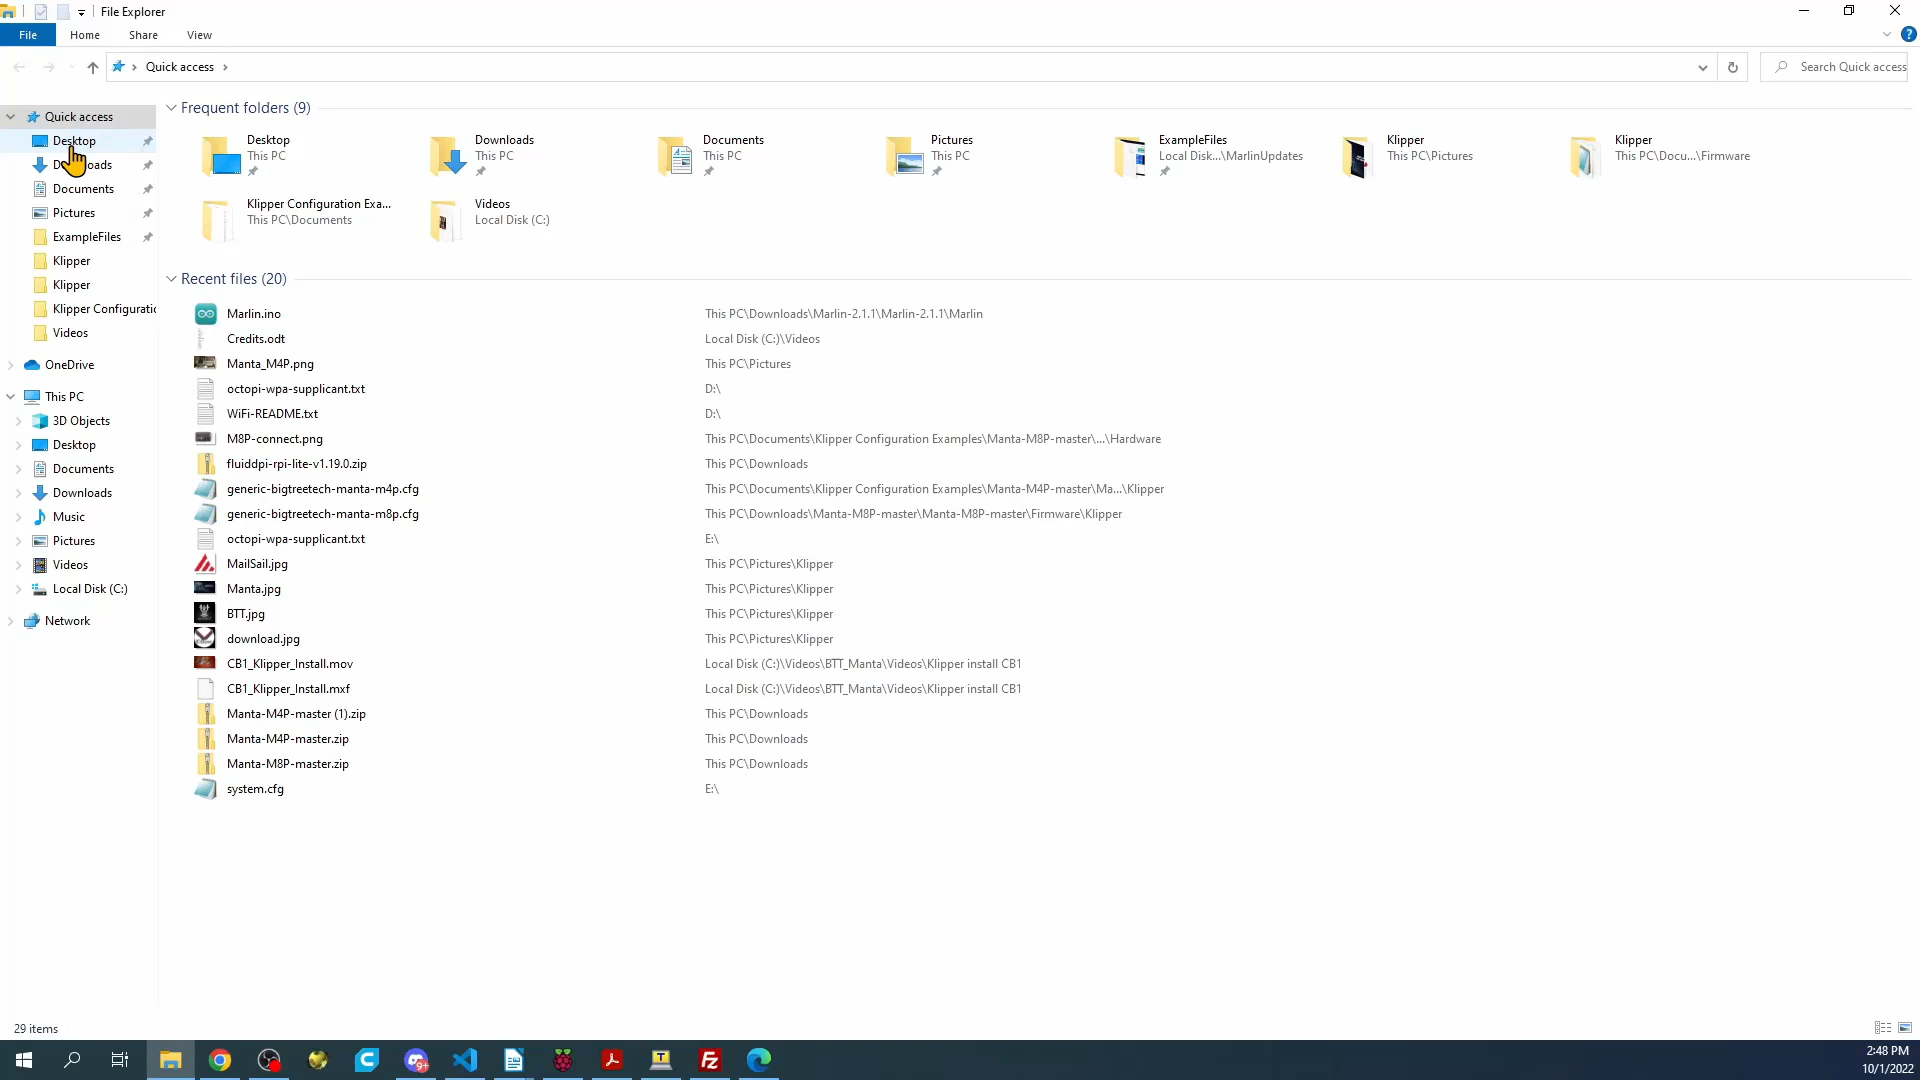 File Explorer
File Home Share View
Quick access
Search Quick access
Quick access
Desktop
Documents
Pictures
ExampleFiles
Klipper
Klipper
Klipper Configuratio
Videos
OneDrive
This PC
3D Objects
Desktop
Documents
Downloads
Music
Pictures
Videos
Local Disk (C:)
Network
Frequent folders (9)
Desktop
This PC
Downloads
This PC
Documents
This PC
Pictures
This PC
ExampleFiles
Local Disk...\MarlinUpdates
Klipper
This PC\Pictures
Klipper
This PC\Docu...\Firmware
Klipper Configuration Exa...
This PC\Documents
Videos
Local Disk (C:)
Recent files (20)
Marlin.ino This PC\Downloads\Marlin-2.1.1\Marlin-2.1.1\Marlin
Credits.odt Local Disk (C:)\Videos
Manta_M4P.png This PC\Pictures
octopi-wpa-supplicant.txt D:\
WiFi-README.txt D:\
M8P-connect.png This PC\Documents\Klipper Configuration Examples\Manta-M8P-master\...\Hardware
fluiddpi-rpi-lite-v1.19.0.zip This PC\Downloads
generic-bigtreetech-manta-m4p.cfg This PC\Documents\Klipper Configuration Examples\Manta-M4P-master\Ma...\Klipper
generic-bigtreetech-manta-m8p.cfg This PC\Downloads\Manta-M8P-master\Manta-M8P-master\Firmware\Klipper
octopi-wpa-supplicant.txt E:\
MailSail.jpg This PC\Pictures\Klipper
Manta.jpg This PC\Pictures\Klipper
BTT.jpg This PC\Pictures\Klipper
download.jpg This PC\Pictures\Klipper
CB1_Klipper_Install.mov Local Disk (C:)\Videos\BTT_Manta\Videos\Klipper install CB1
CB1_Klipper_Install.mxf Local Disk (C:)\Videos\BTT_Manta\Videos\Klipper install CB1
Manta-M4P-master (1).zip This PC\Downloads
Manta-M4P-master.zip This PC\Downloads
Manta-M8P-master.zip This PC\Downloads
system.cfg E:\
29 items
2:48 PM
10/1/2022